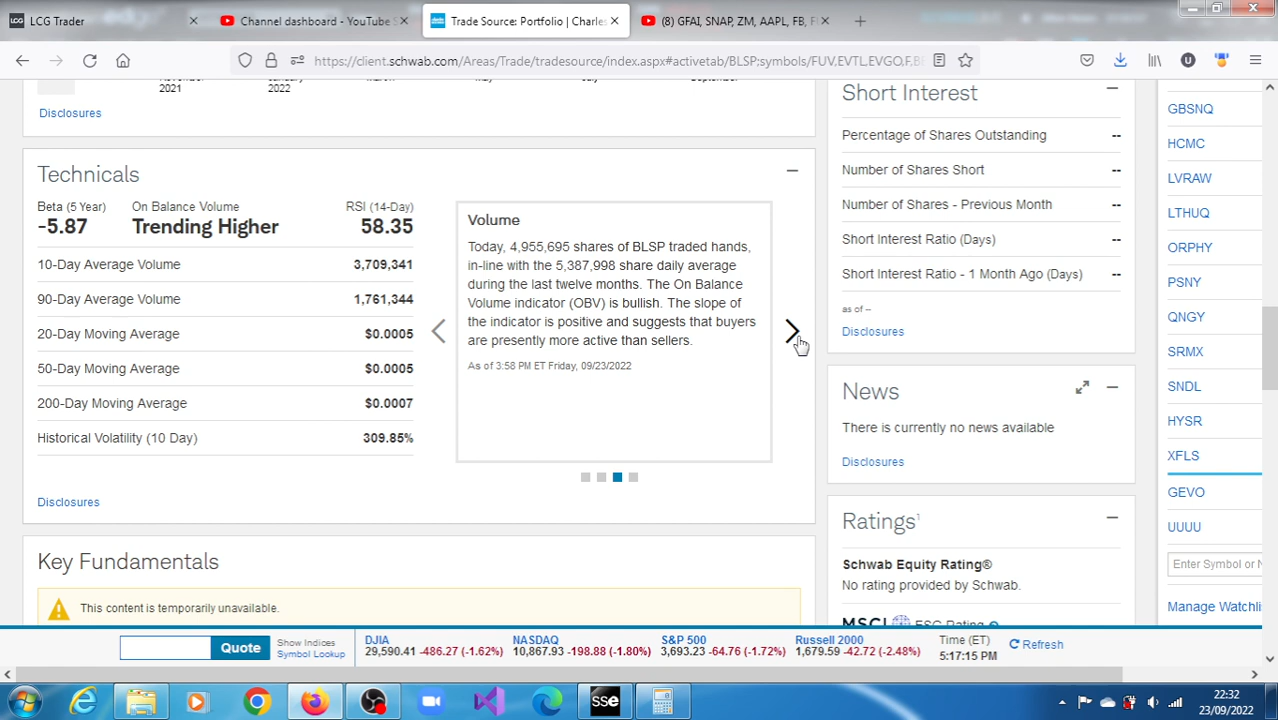 LCG Trader
Channel dashboard - YouTube S
Trade Source: Portfolio | Charles
(8) GFAI, SNAP, ZM, AAPL, FB, F
https://client.schwab.com/Areas/Trade/tradesource/index.aspx#activetab/BLSP;symbols/FUV,EVTL,EVGO,F,B
November
2021
January
2022
March
May
July
September
Disclosures
Technicals
Beta (5 Year)
-5.87
On Balance Volume
Trending Higher
RSI (14-Day)
58.35
10-Day Average Volume 3,709,341
90-Day Average Volume 1,761,344
20-Day Moving Average $0.0005
50-Day Moving Average $0.0005
200-Day Moving Average $0.0007
Historical Volatility (10 Day) 309.85%
Disclosures
Volume
Today, 4,955,695 shares of BLSP traded hands,
in-line with the 5,387,998 share daily average
during the last twelve months. The On Balance
Volume indicator (OBV) is bullish. The slope of
the indicator is positive and suggests that buyers
are presently more active than sellers.
As of 3:58 PM ET Friday, 09/23/2022
Key Fundamentals
This content is temporarily unavailable.
Short Interest
Percentage of Shares Outstanding --
Number of Shares Short --
Number of Shares - Previous Month --
Short Interest Ratio (Days) --
Short Interest Ratio - 1 Month Ago (Days) --
as of --
Disclosures
News
There is currently no news available
Disclosures
Ratings¹
Schwab Equity Rating®
No rating provided by Schwab.
MSCI ESG Rating
GBSNQ
HCMC
LVRAW
LTHUQ
ORPHY
PSNY
QNGY
SRMX
SNDL
HYSR
XFLS
GEVO
UUUU
Enter Symbol or N
Manage Watchli
Quote
Show Indices
Symbol Lookup
DJIA
29,590.41 -486.27 (-1.62%)
NASDAQ
10,867.93 -198.88 (-1.80%)
S&P 500
3,693.23 -64.76 (-1.72%)
Russell 2000
1,679.59 -42.72 (-2.48%)
Time (ET)
5:17:15 PM
Refresh
SSE
22:32
23/09/2022